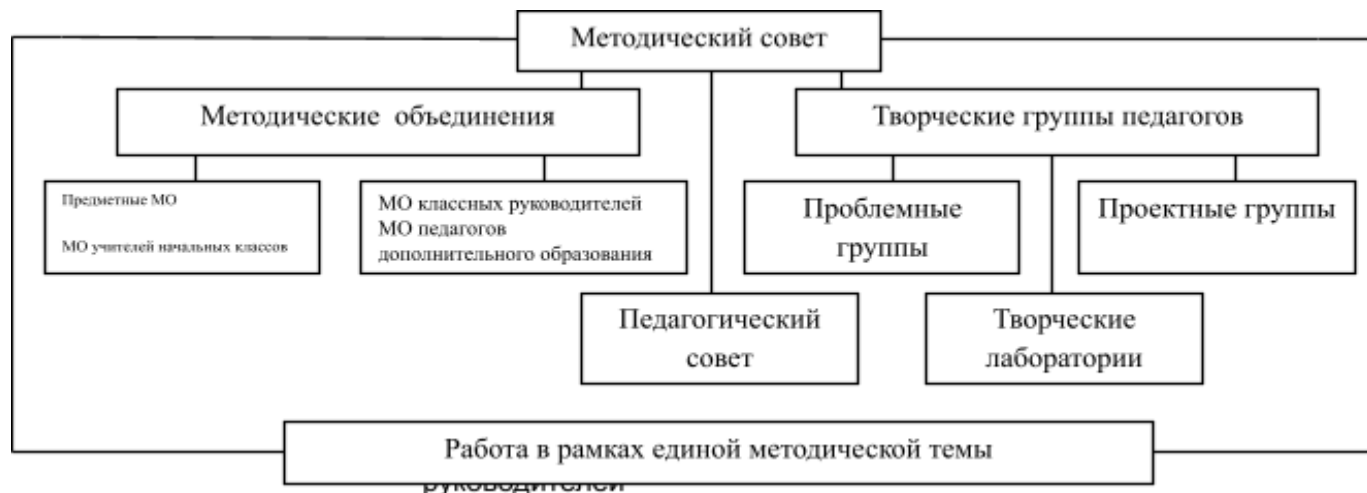 Методический совет
Методические объединения
Творческие группы педагогов
Предметные МО
МО учителей начальных классов
МО классных руководителей
МО педагогов
дополнительного образования
Проблемные
группы
Проектные группы
Педагогический
совет
Творческие
лаборатории
Работа в рамках единой методической темы
руководителей